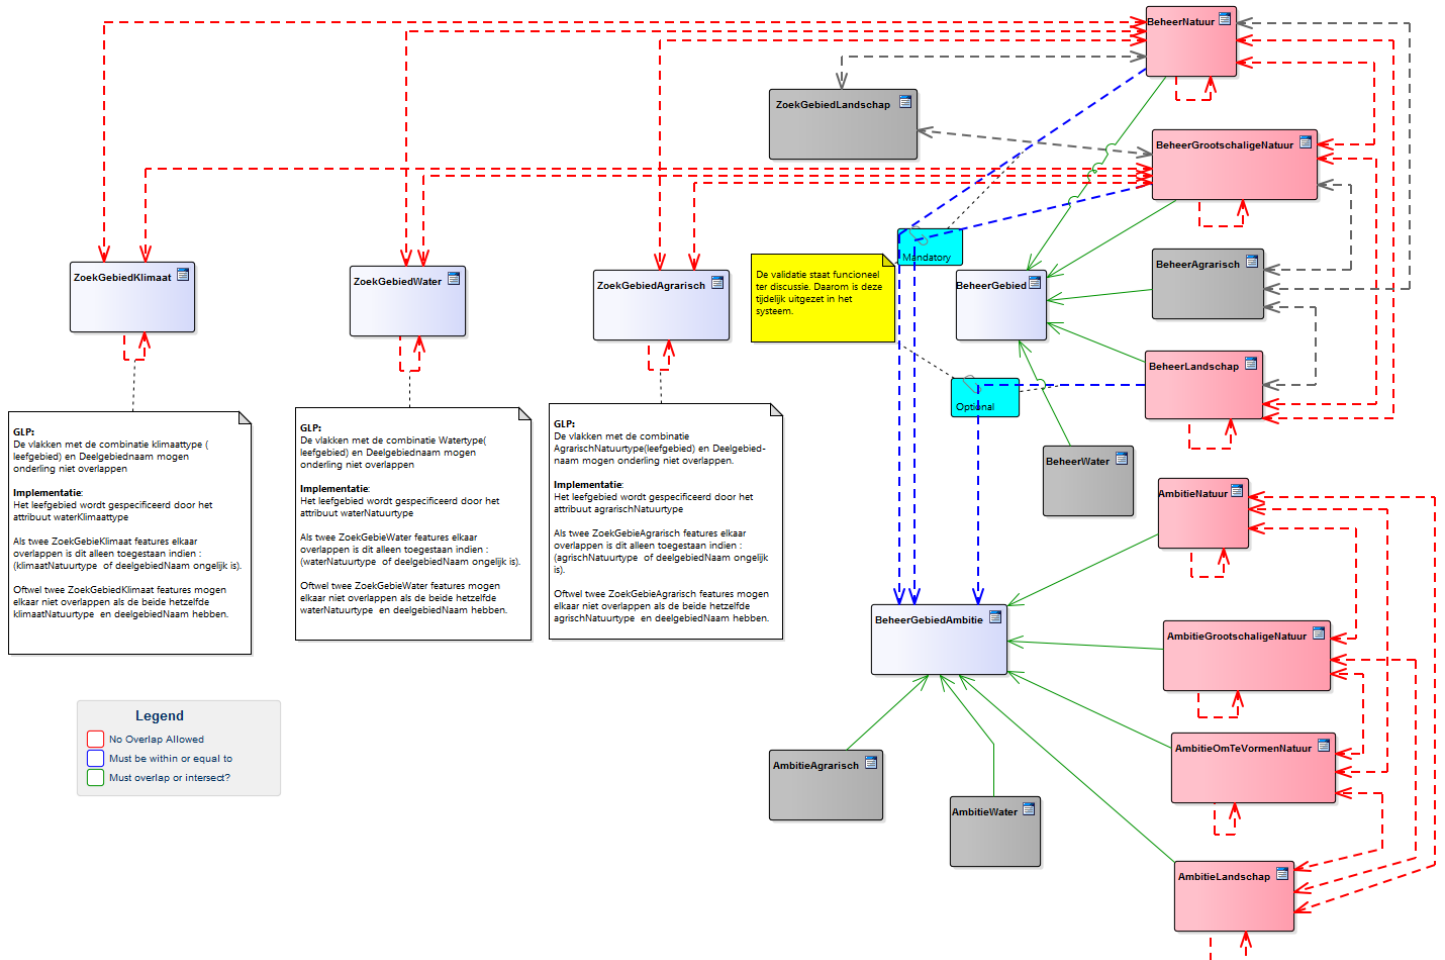 BeheerNatuur
ZoekGebiedLandschap
BeheerGrootschaligeNatuur
ZoekGebiedKlimaat
ZoekGebiedWater
ZoekGebiedAgrarisch
De validatie staat functioneel
ter discussie. Daarom is deze
tijdelijk uitgezet in het
systeem.
Mandatory
BeheerGebied
BeheerAgrarisch
Optional
BeheerLandschap
BeheerWater
GLP:
De vlakken met de combinatie klimaattype (
leefgebied) en Deelgebiednaam mogen
onderling niet overlappen
Implementatie:
Het leefgebied wordt gespecificeerd door het
attribuut waterKlimaattype
Als twee ZoekGebieKlimaat features elkaar
overlappen is dit alleen toegestaan indien :
(klimaatNatuurtype  of deelgebiedNaam ongelijk is).
Oftwel twee ZoekGebiedKlimaat features mogen
elkaar niet overlappen als de beide hetzelfde
klimaatNatuurtype  en deelgebiedNaam hebben.
GLP:
De vlakken met de combinatie Watertype(
leefgebied) en Deelgebiednaam mogen
onderling niet overlappen
Implementatie:
Het leefgebied wordt gespecificeerd door het
attribuut waterNatuurtype
Als twee ZoekGebieWater features elkaar
overlappen is dit alleen toegestaan indien :
(waterNatuurtype  of deelgebiedNaam ongelijk is).
Oftwel twee ZoekGebieWater features mogen
elkaar niet overlappen als de beide hetzelfde
waterNatuurtype  en deelgebiedNaam hebben.
GLP:
De vlakken met de combinatie
AgrarischNatuurtype(leefgebied) en Deelgebied-
naam mogen onderling niet overlappen.
Implementatie:
Het leefgebied wordt gespecificeerd door het
attribuut agrarischNatuurtype
Als twee ZoekGebieAgrarisch features elkaar
overlappen is dit alleen toegestaan indien :
(agrischNatuurtype  of deelgebiedNaam ongelijk
is).
Oftwel twee ZoekGebieAgrarisch features mogen
elkaar niet overlappen als de beide hetzelfde
agrischNatuurtype  en deelgebiedNaam hebben.
AmbitieNatuur
BeheerGebiedAmbitie
AmbitieGrootschaligeNatuur
AmbitieOmTeVormenNatuur
AmbitieAgrarisch
AmbitieWater
AmbitieLandschap
Legend
No Overlap Allowed
Must be within or equal to
Must overlap or intersect?